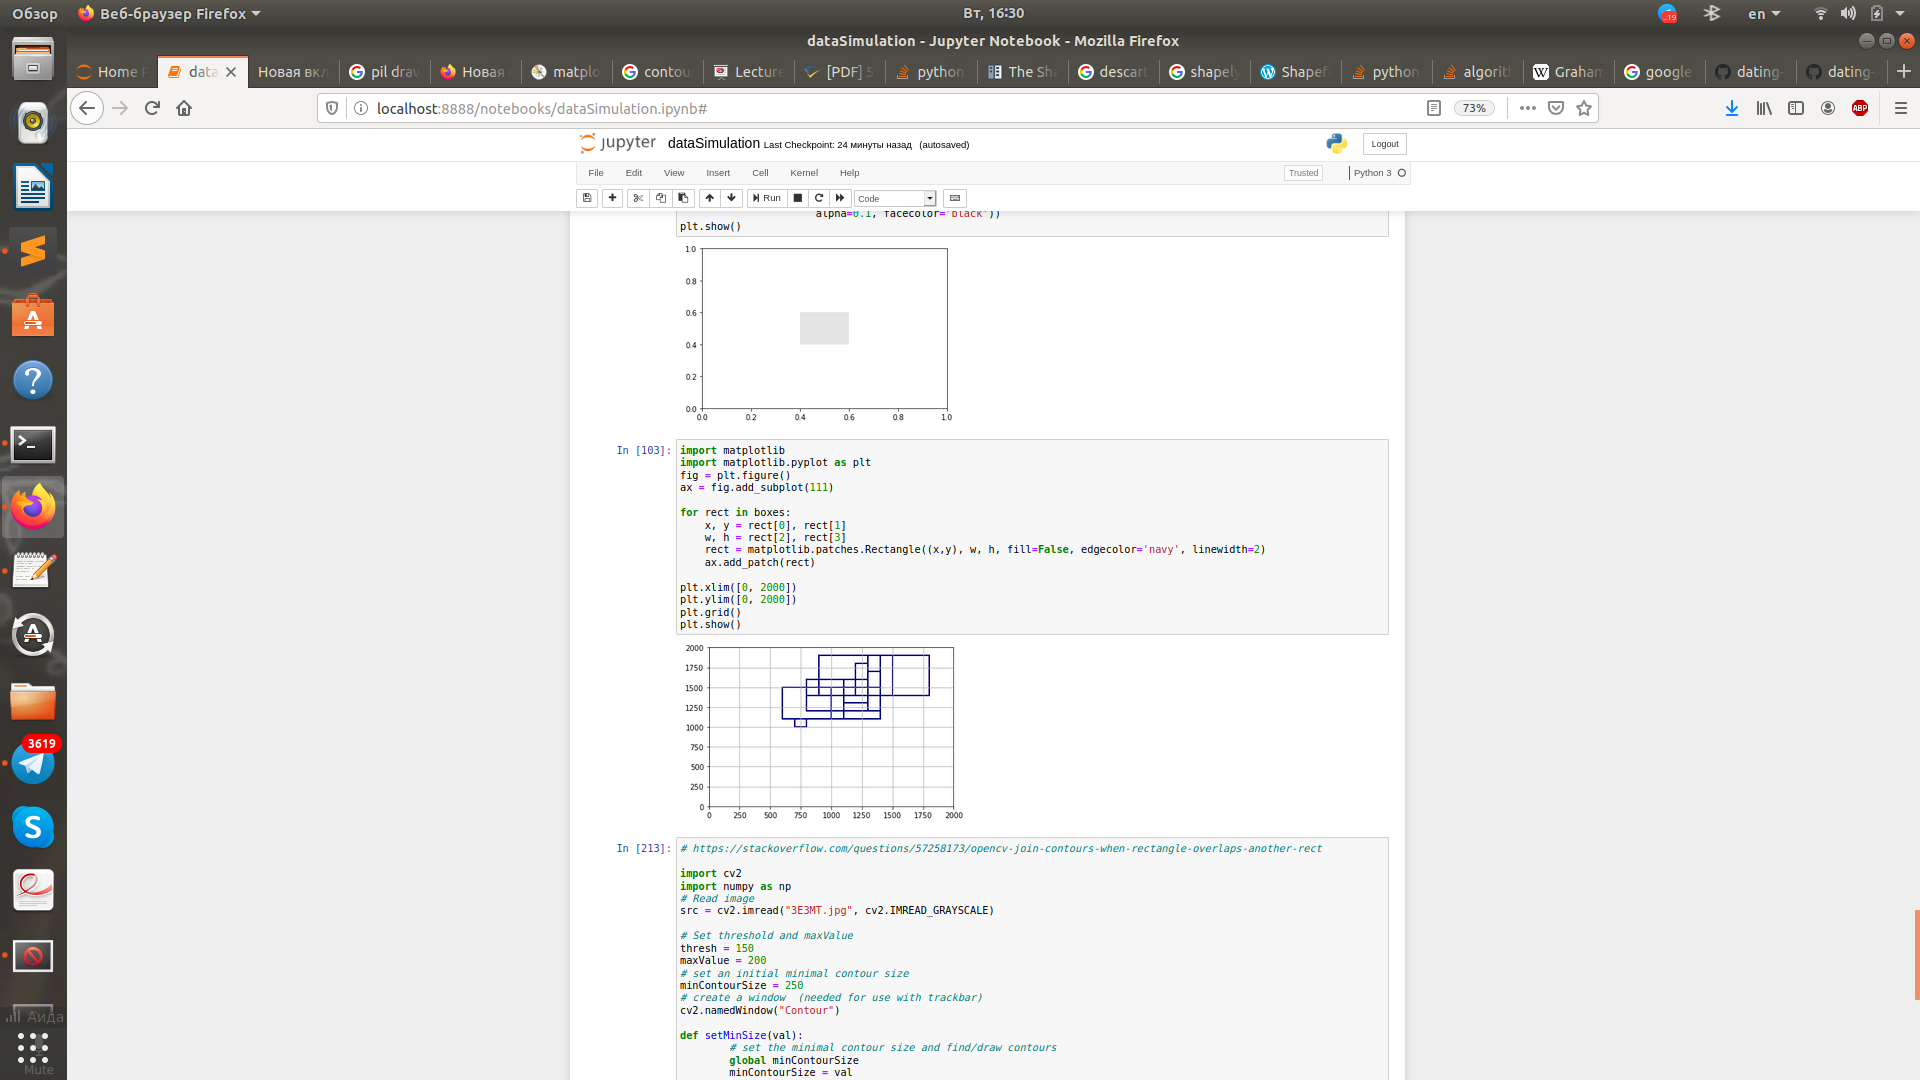 Обзор
Веб-браузер Firefox
Вт, 16:30
19
en
dataSimulation - Jupyter Notebook - Mozilla Firefox
Home
data
Новая вкл
pil draw
Новая
matplo
contou
Lecture
[PDF] S
python
The Sha
descart
shapely
Shapefi
python
algorit
Graham
google
dating-
dating-
localhost:8888/notebooks/dataSimulation.ipynb#
73%
ABP
jupyter
dataSimulation Last Checkpoint: 24 минуты назад (autosaved)
Logout
File Edit View Insert Cell Kernel Help
Trusted
Python 3
Run
Code
alpha=0.1, facecolor='black'))
plt.show()
1.0
0.8
0.6
0.4
0.2
0.0
0.0 0.2 0.4 0.6 0.8 1.0
In [103]:
import matplotlib
import matplotlib.pyplot as plt
fig = plt.figure()
ax = fig.add_subplot(111)
for rect in boxes:
x, y = rect[0], rect[1]
w, h = rect[2], rect[3]
rect = matplotlib.patches.Rectangle((x,y), w, h, fill=False, edgecolor='navy', linewidth=2)
ax.add_patch(rect)
plt.xlim([0, 2000])
plt.ylim([0, 2000])
plt.grid()
plt.show()
2000
1750
1500
1250
1000
750
500
250
0
0 250 500 750 1000 1250 1500 1750 2000
In [213]:
# https://stackoverflow.com/questions/57258173/opencv-join-contours-when-rectangle-overlaps-another-rect
import cv2
import numpy as np
# Read image
src = cv2.imread("3E3MT.jpg", cv2.IMREAD_GRAYSCALE)
# Set threshold and maxValue
thresh = 150
maxValue = 200
# set an initial minimal contour size
minContourSize = 250
# create a window  (needed for use with trackbar)
cv2.namedWindow("Contour")
def setMinSize(val):
# set the minimal contour size and find/draw contours
global minContourSize
minContourSize = val
3619
Аида
Mute